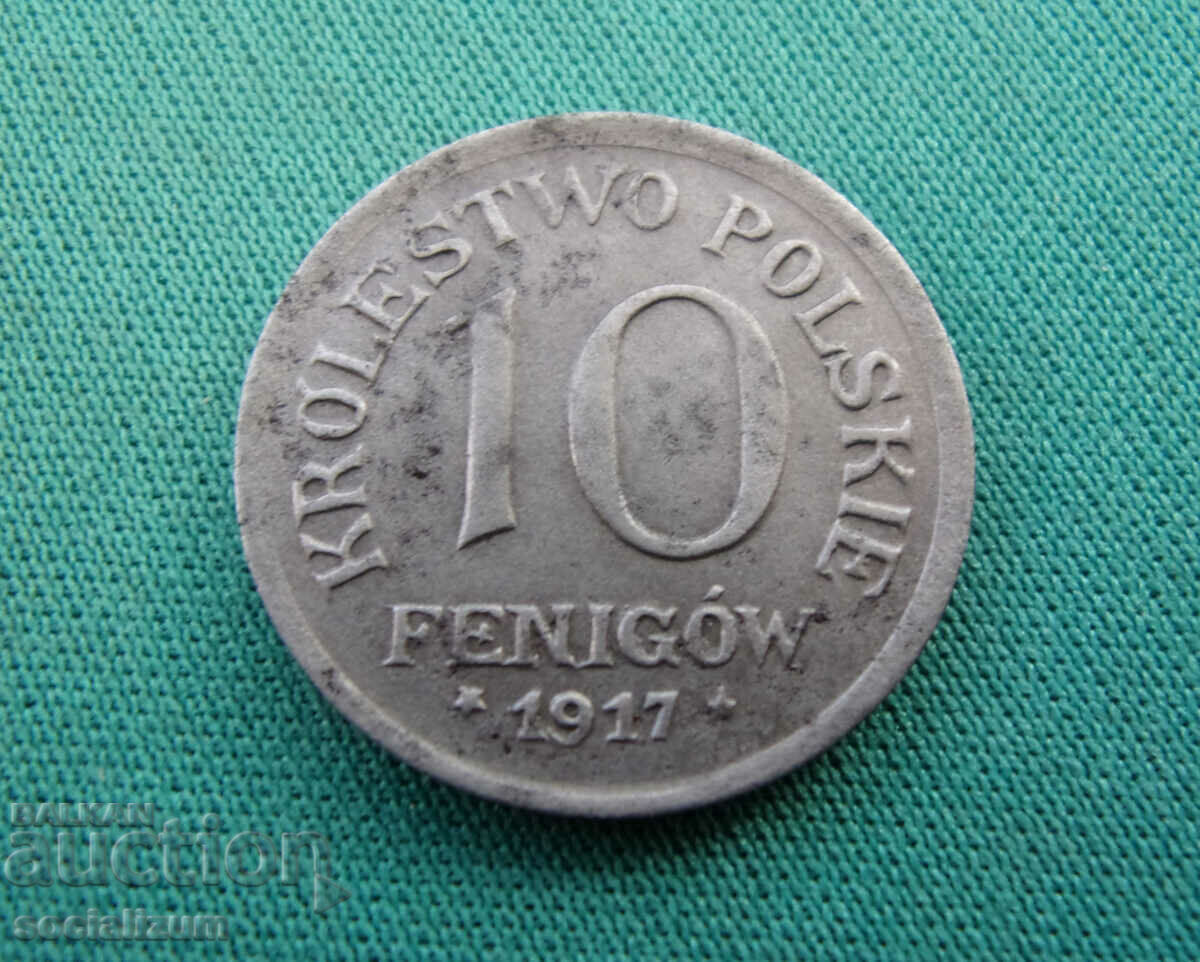 KROLESTWO POLSKIE
10
FENIGÓW
* 1917 *
BALKAN
auction
socializum